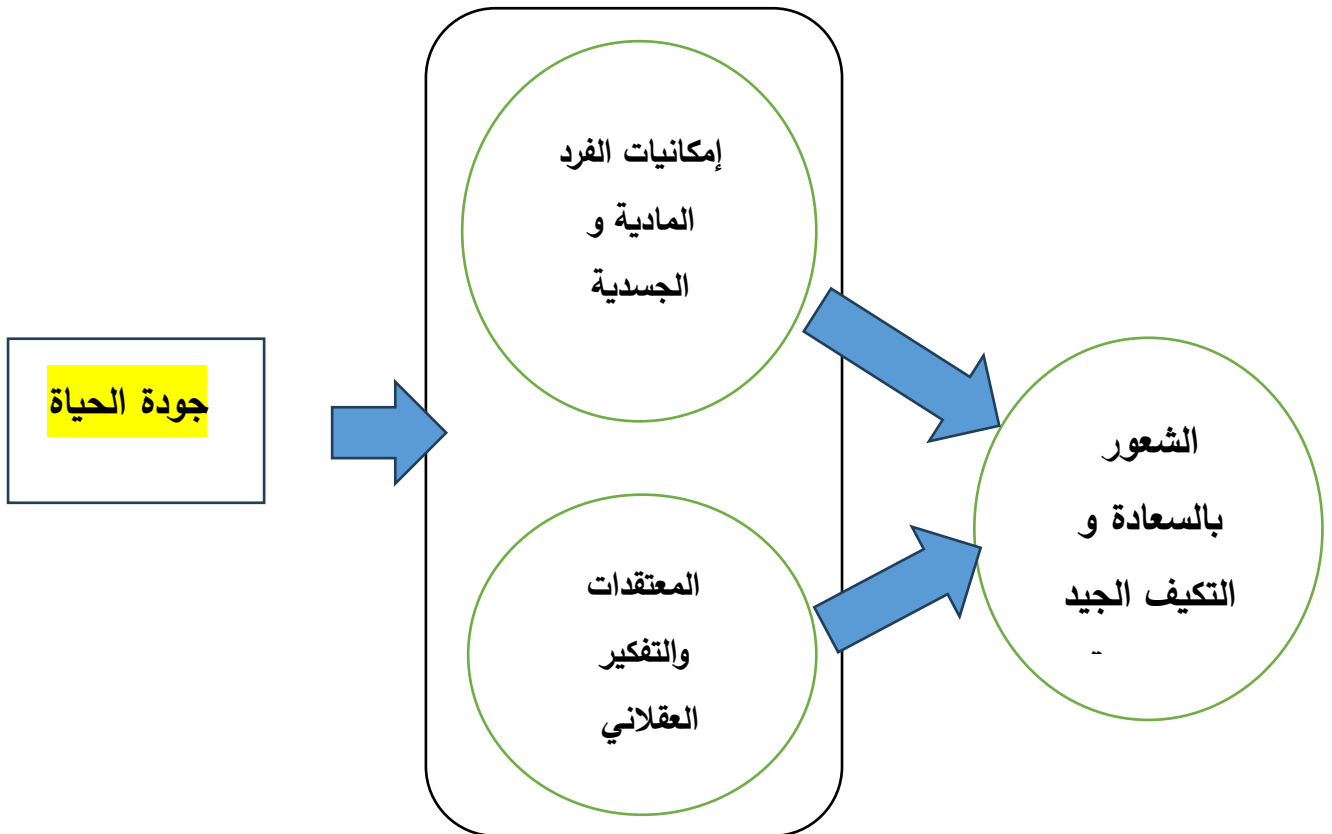 جودة الحياة
إمكانيات الفرد
المادية و
الجسدية
المعتقدات
والتفكير
العقلاني
الشعور
بالسعادة و
التكيف الجيد